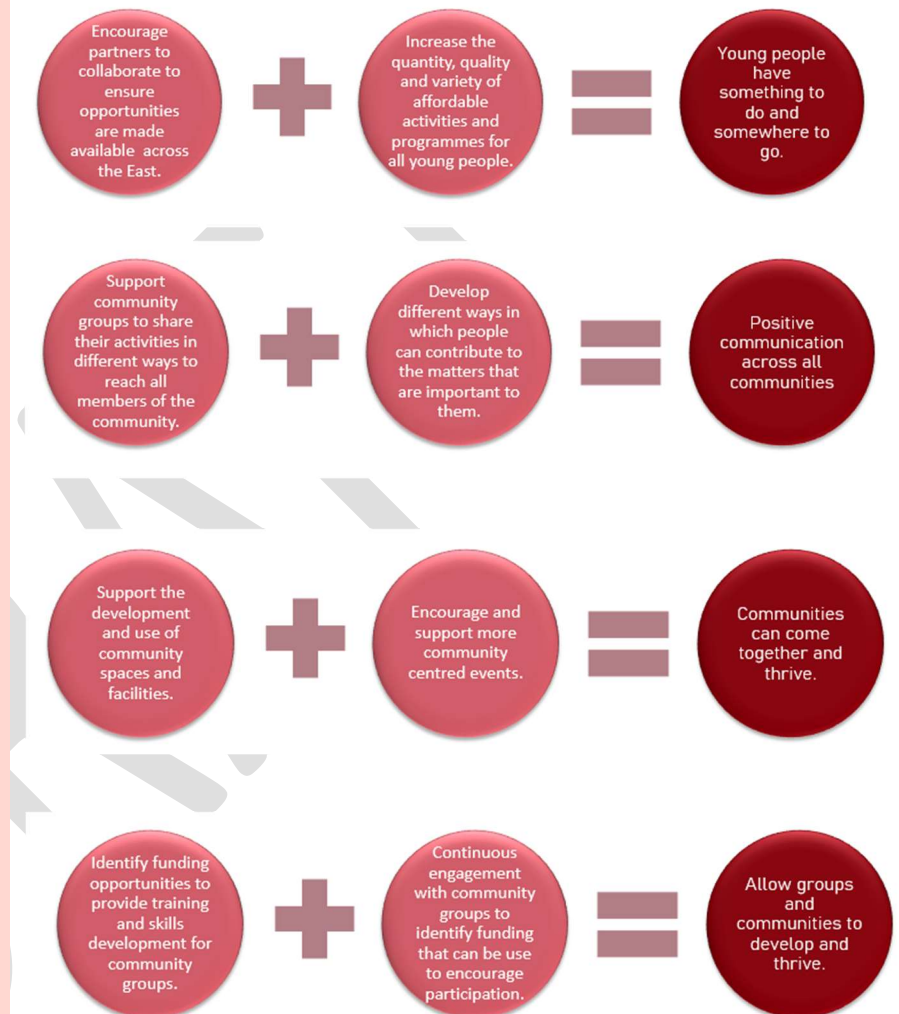 Encourage
partners to
collaborate to
ensure
opportunities
are made
available across
the East.
Increase the
quantity, quality
and variety of
affordable
activities and
programmes for
all young people.
Young people
have
something to
do and
somewhere to
go.
Support
community
groups to share
their activities in
different ways to
reach all
members of the
community.
Develop
different ways in
which people
can contribute to
the matters that
are important to
them.
Positive
communication
across all
communities
Support the
development
and use of
community
spaces and
facilities.
Encourage and
support more
community
centred events.
Communities
can come
together and
thrive.
Identify funding
opportunities to
provide training
and skills
development for
community
groups.
Continuous
engagement
with community
groups to
identify funding
that can be use
to encourage
participation.
Allow groups
and
communities to
develop and
thrive.